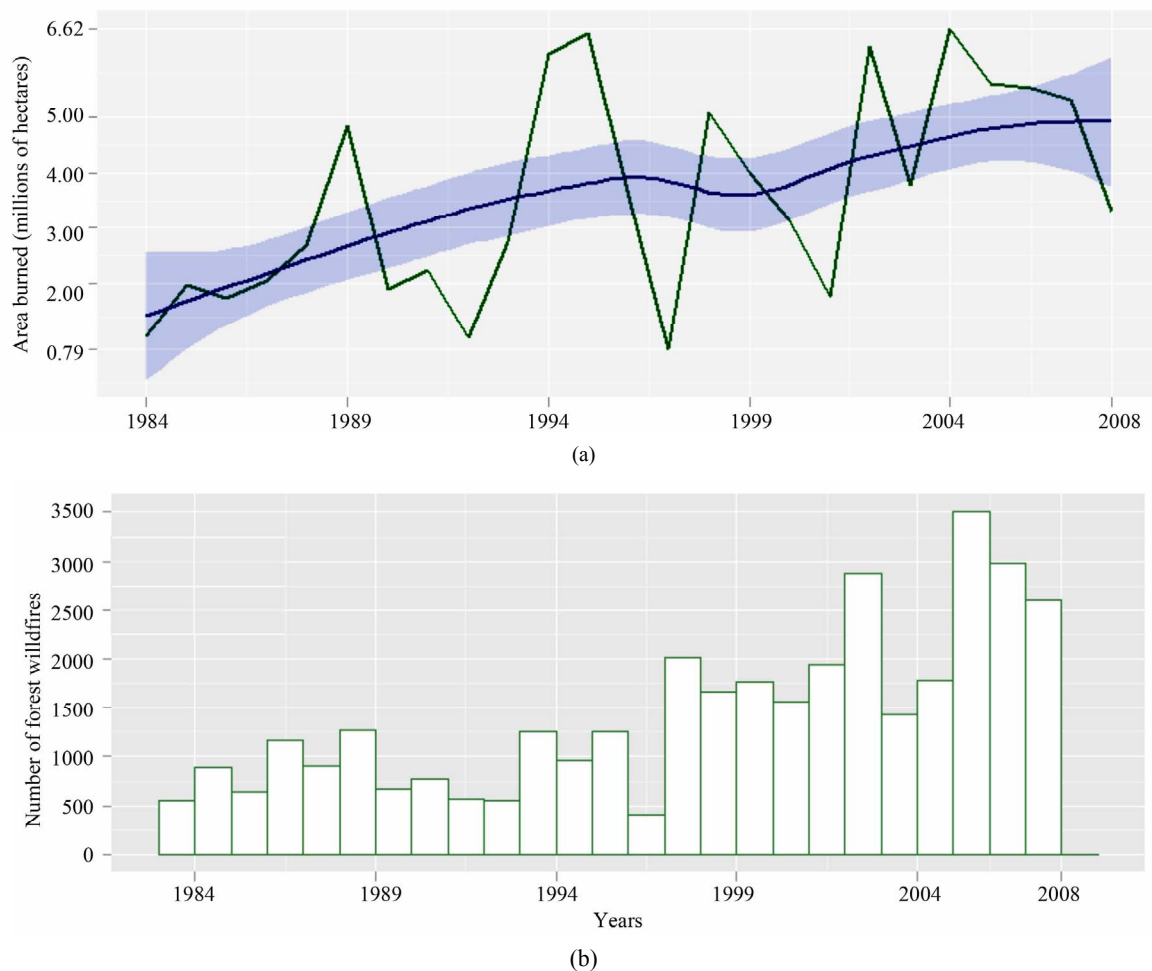 Area burned (millions of hectares)
6.62
5.00
4.00
3.00
2.00
0.79
1984 1989 1994 1999 2004 2008
(a)
Number of forest willdfires
3500
3000
2500
2000
1500
1000
500
0
1984 1989 1994 1999 2004 2008
Years
(b)